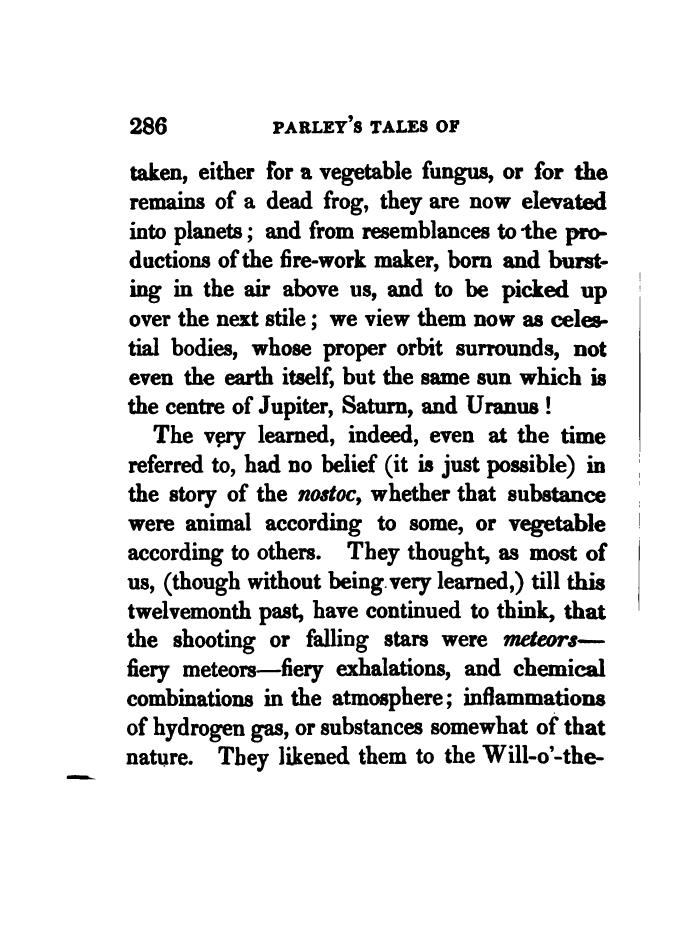 286 PARLEY'S TALES OF
taken, either for a vegetable fungus, or for the
remains of a dead frog, they are now elevated
into planets; and from resemblances to the pro-
ductions of the fire-work maker, born and burst-
ing in the air above us, and to be picked up
over the next stile; we view them now as celes-
tial bodies, whose proper orbit surrounds, not
even the earth itself, but the same sun which is
the centre of Jupiter, Saturn, and Uranus!
The very learned, indeed, even at the time
referred to, had no belief (it is just possible) in
the story of the nostoc, whether that substance
were animal according to some, or vegetable
according to others. They thought, as most of
us, (though without being very learned,) till this
twelvemonth past, have continued to think, that
the shooting or falling stars were meteors—
fiery meteors—fiery exhalations, and chemical
combinations in the atmosphere; inflammations
of hydrogen gas, or substances somewhat of that
nature. They likened them to the Will-o'-the-